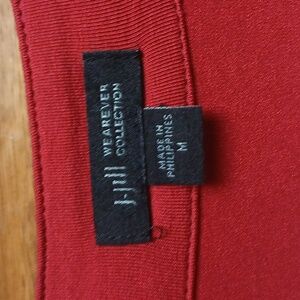 J.Jill
WEAREVER
COLLECTION
MADE IN
PHILIPPINES
M